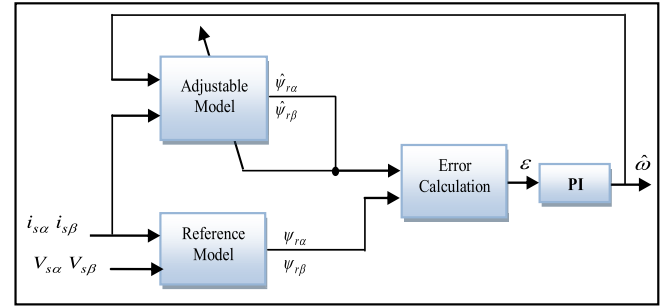 Adjustable
Model
ψ̂rα
ψ̂rβ
Error
Calculation
ε
PI
ω̂
isα isβ
Vsα Vsβ
Reference
Model
ψrα
ψrβ